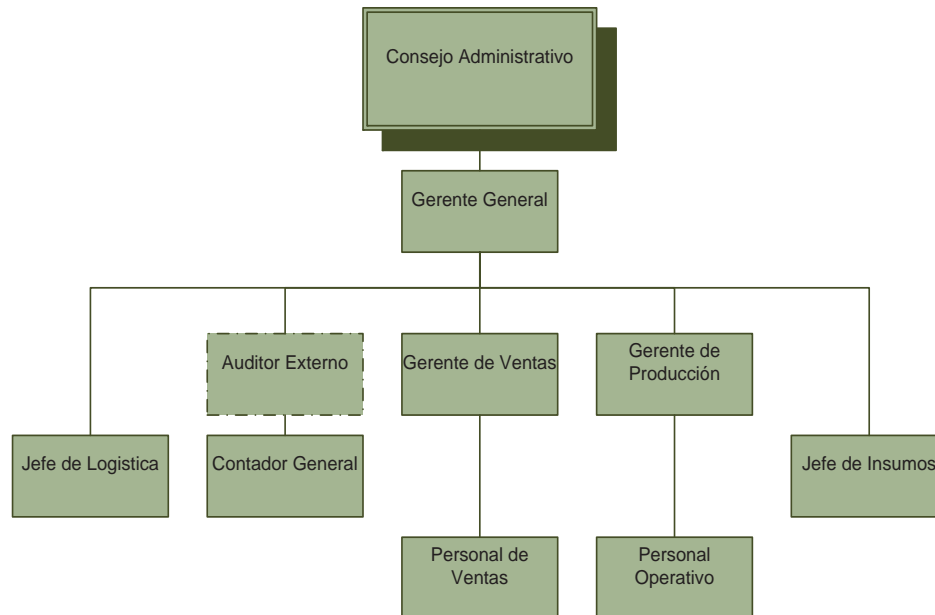 Consejo Administrativo
Gerente General
Auditor Externo
Gerente de Ventas
Gerente de
Producción
Jefe de Logistica
Contador General
Jefe de Insumos
Personal de
Ventas
Personal
Operativo